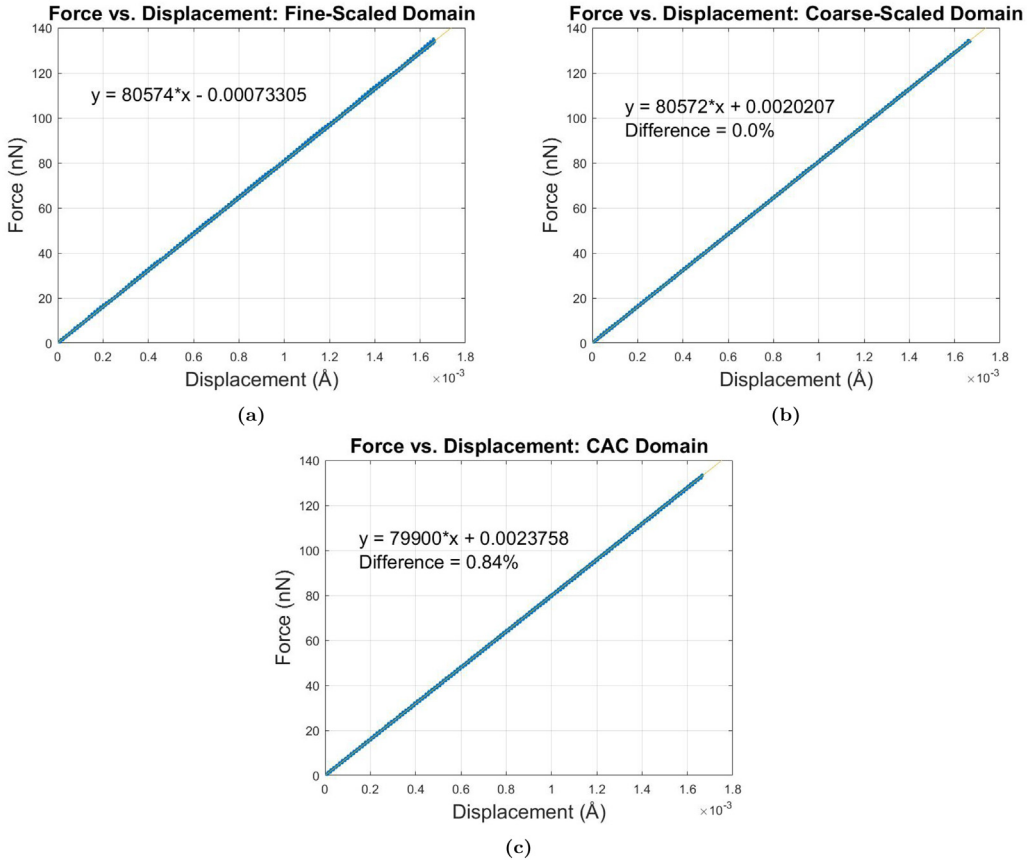 Force vs. Displacement: Fine-Scaled Domain
140
120
100
80
60
40
20
0
Force (nN)
y = 80574*x - 0.00073305
0 0.2 0.4 0.6 0.8 1 1.2 1.4 1.6 1.8
Displacement (Å)
×10⁻³
(a)
Force vs. Displacement: Coarse-Scaled Domain
140
120
100
80
60
40
20
0
Force (nN)
y = 80572*x + 0.0020207
Difference = 0.0%
0 0.2 0.4 0.6 0.8 1 1.2 1.4 1.6 1.8
Displacement (Å)
×10⁻³
(b)
Force vs. Displacement: CAC Domain
140
120
100
80
60
40
20
0
Force (nN)
y = 79900*x + 0.0023758
Difference = 0.84%
0 0.2 0.4 0.6 0.8 1 1.2 1.4 1.6 1.8
Displacement (Å)
×10⁻³
(c)